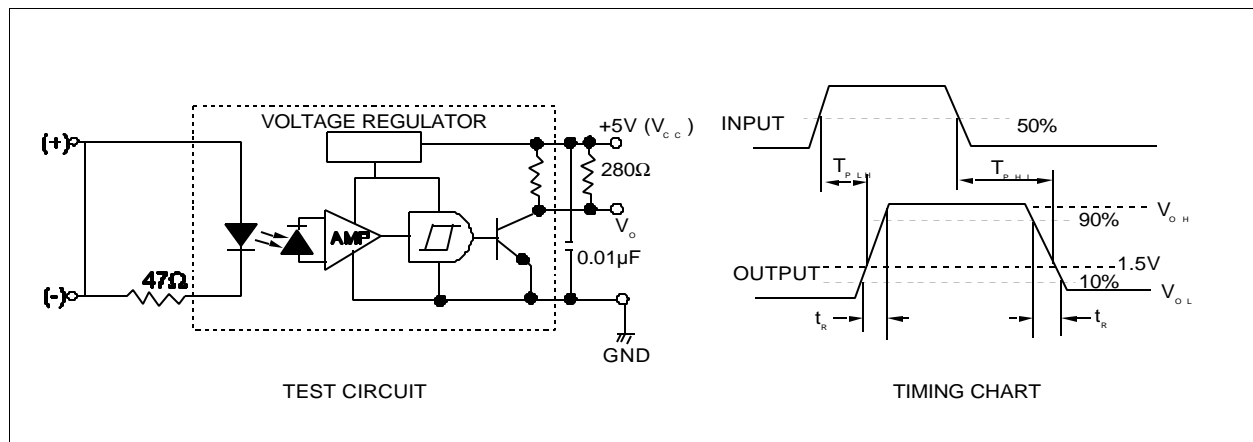 VOLTAGE REGULATOR
+5V (VCC)
(+)
280Ω
VO
AMP
0.01µF
47Ω
(-)
GND
TEST CIRCUIT
INPUT
50%
TPLH
TPHL
VOH
90%
OUTPUT
1.5V
10%
VOL
tR
tR
TIMING CHART